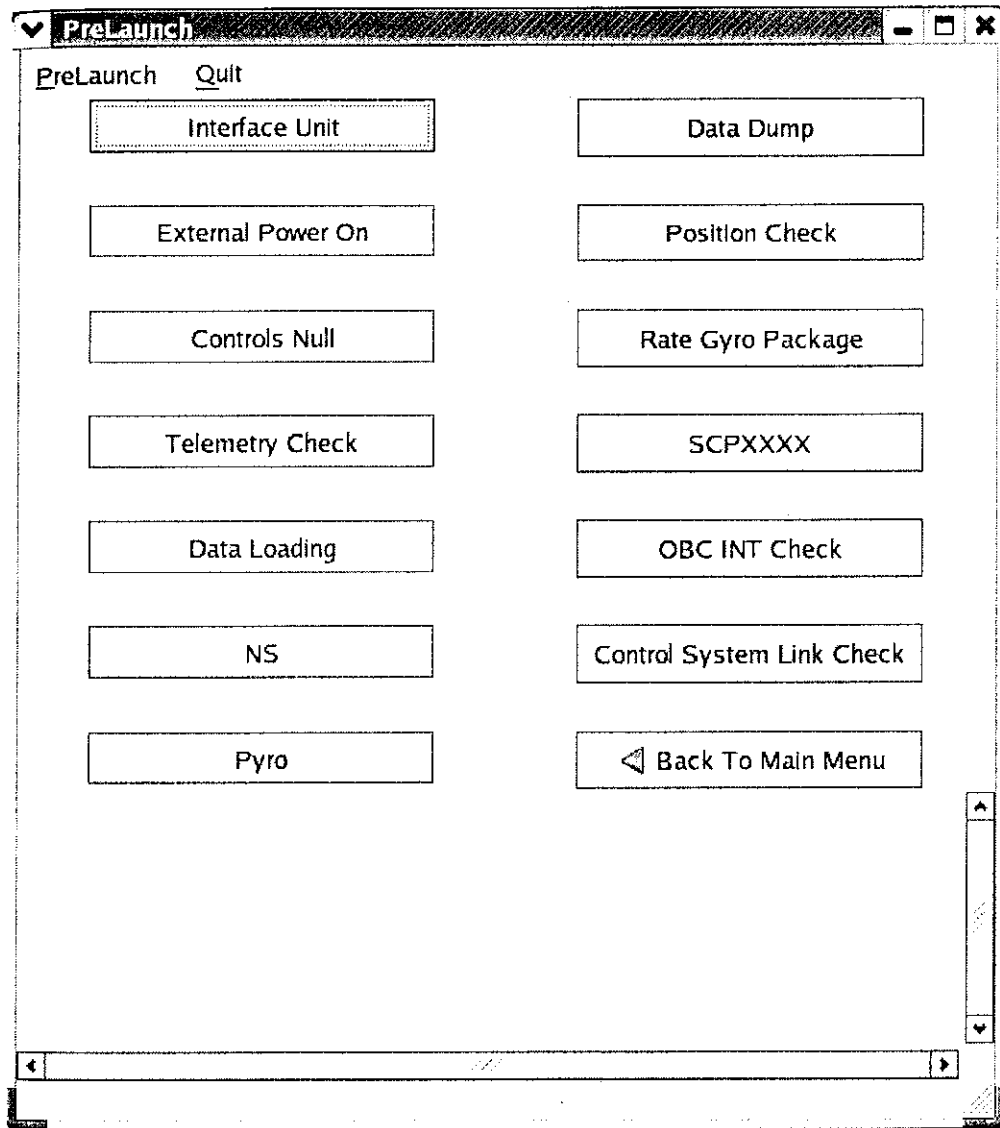 PreLaunch
PreLaunch Quit
Interface Unit
External Power On
Controls Null
Telemetry Check
Data Loading
NS
Pyro
Data Dump
Position Check
Rate Gyro Package
SCPXXXX
OBC INT Check
Control System Link Check
Back To Main Menu